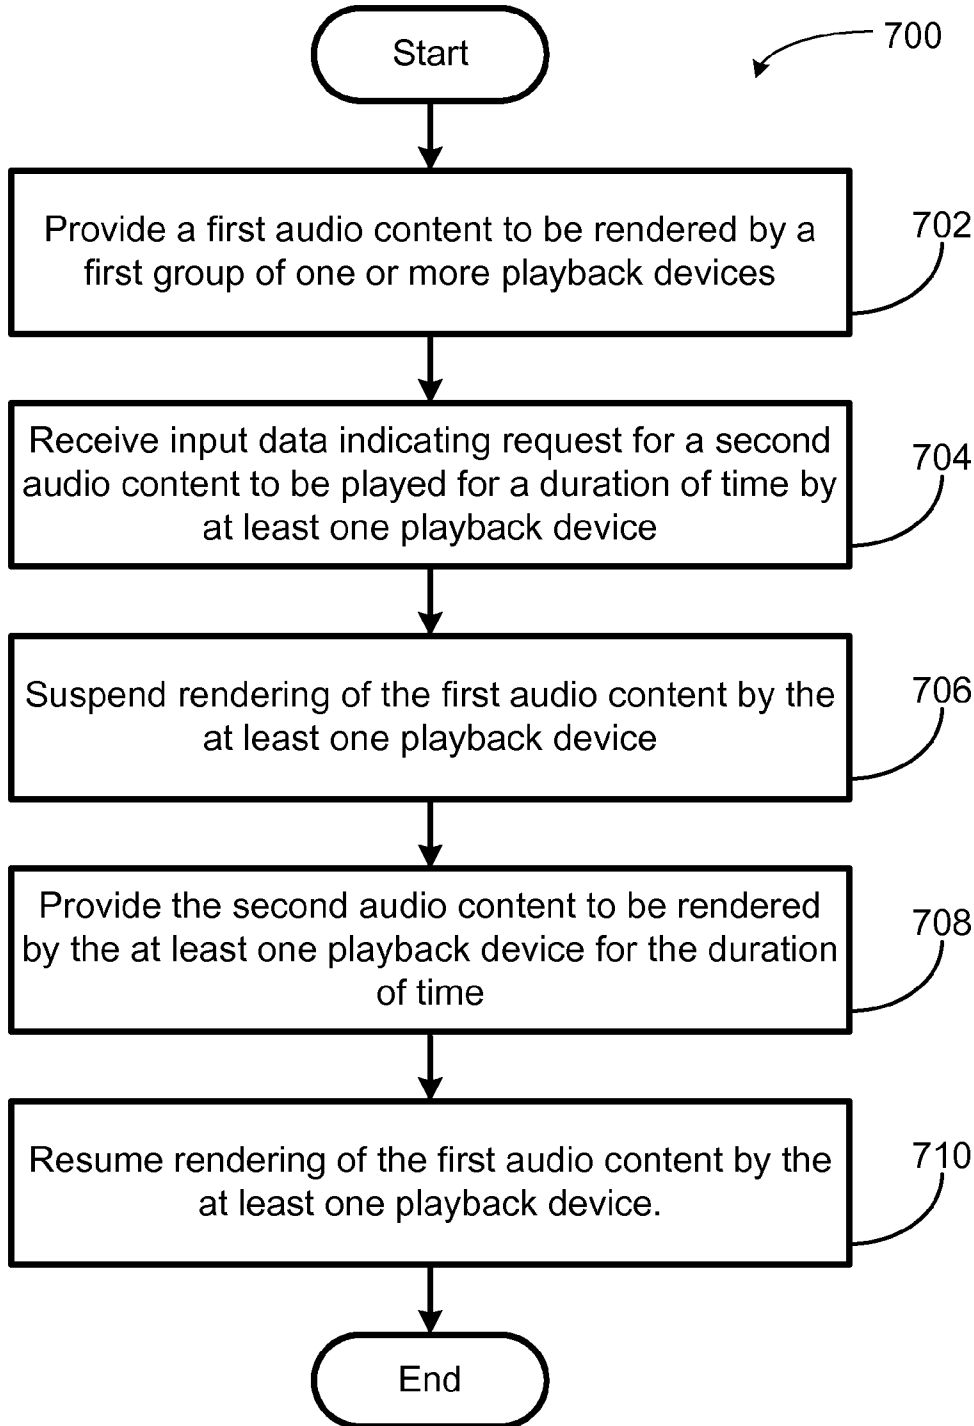 Start
700
Provide a first audio content to be rendered by a
first group of one or more playback devices
702
Receive input data indicating request for a second
audio content to be played for a duration of time by
at least one playback device
704
Suspend rendering of the first audio content by the
at least one playback device
706
Provide the second audio content to be rendered
by the at least one playback device for the duration
of time
708
Resume rendering of the first audio content by the
at least one playback device.
710
End